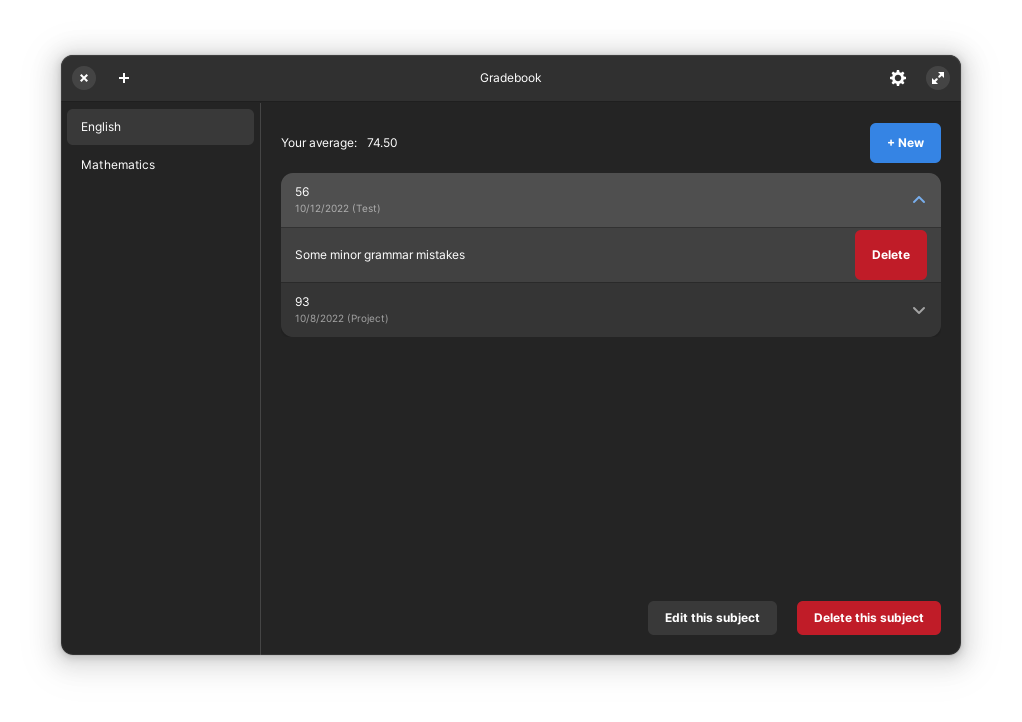 Gradebook
English
Mathematics
Your average: 74.50
+ New
56
10/12/2022 (Test)
Some minor grammar mistakes
Delete
93
10/8/2022 (Project)
Edit this subject
Delete this subject